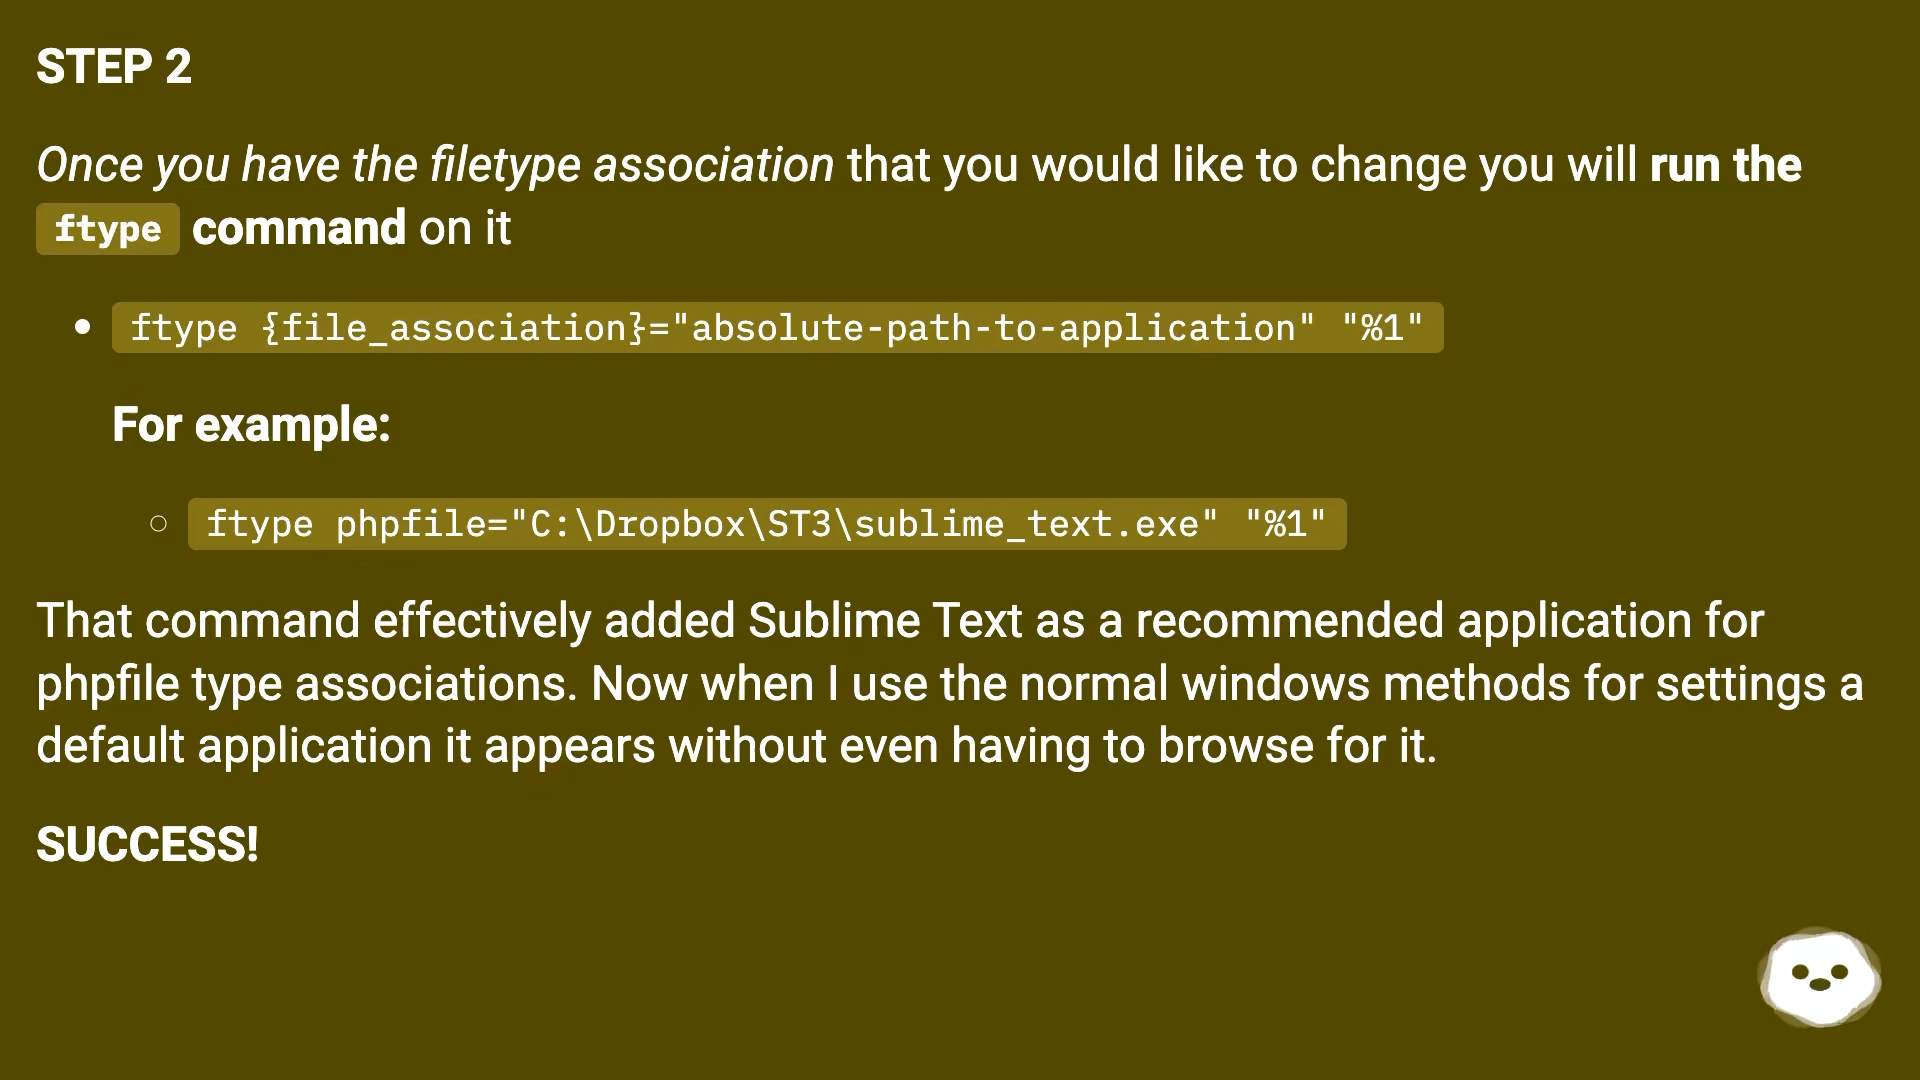 STEP 2
Once you have the filetype association that you would like to change you will run the
ftype command on it
ftype {file_association}="absolute-path-to-application" "%1"
For example:
ftype phpfile="C:\Dropbox\ST3\sublime_text.exe" "%1"
That command effectively added Sublime Text as a recommended application for
phpfile type associations. Now when I use the normal windows methods for settings a
default application it appears without even having to browse for it.
SUCCESS!